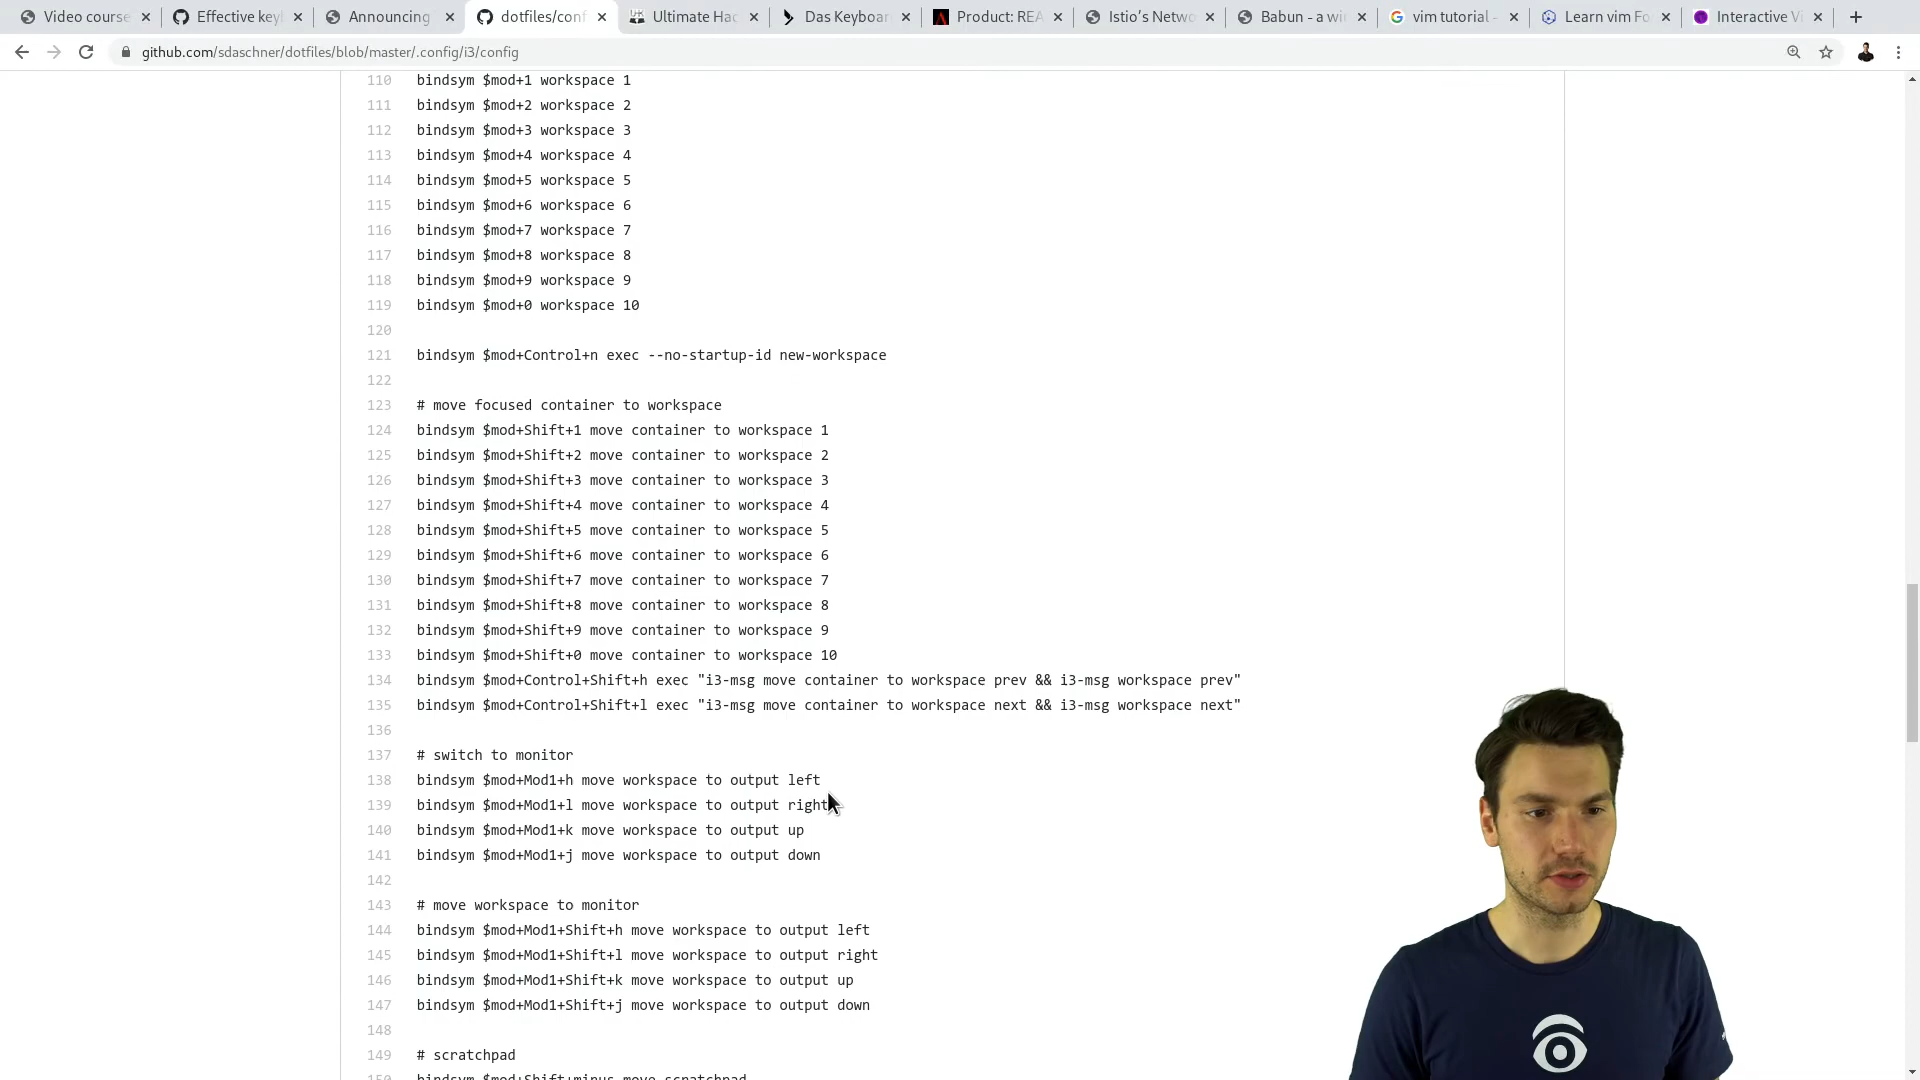 Video course
Effective key
Announcing
dotfiles/conf
Ultimate Hac
Das Keyboar
Product: REA
Istio's Netwo
Babun - a wi
vim tutorial -
Learn vim Fo
Interactive Vi
github.com/sdaschner/dotfiles/blob/master/.config/i3/config
110 bindsym $mod+1 workspace 1
111 bindsym $mod+2 workspace 2
112 bindsym $mod+3 workspace 3
113 bindsym $mod+4 workspace 4
114 bindsym $mod+5 workspace 5
115 bindsym $mod+6 workspace 6
116 bindsym $mod+7 workspace 7
117 bindsym $mod+8 workspace 8
118 bindsym $mod+9 workspace 9
119 bindsym $mod+0 workspace 10
120
121 bindsym $mod+Control+n exec --no-startup-id new-workspace
122
123 # move focused container to workspace
124 bindsym $mod+Shift+1 move container to workspace 1
125 bindsym $mod+Shift+2 move container to workspace 2
126 bindsym $mod+Shift+3 move container to workspace 3
127 bindsym $mod+Shift+4 move container to workspace 4
128 bindsym $mod+Shift+5 move container to workspace 5
129 bindsym $mod+Shift+6 move container to workspace 6
130 bindsym $mod+Shift+7 move container to workspace 7
131 bindsym $mod+Shift+8 move container to workspace 8
132 bindsym $mod+Shift+9 move container to workspace 9
133 bindsym $mod+Shift+0 move container to workspace 10
134 bindsym $mod+Control+Shift+h exec "i3-msg move container to workspace prev && i3-msg workspace prev"
135 bindsym $mod+Control+Shift+l exec "i3-msg move container to workspace next && i3-msg workspace next"
136
137 # switch to monitor
138 bindsym $mod+Mod1+h move workspace to output left
139 bindsym $mod+Mod1+l move workspace to output right
140 bindsym $mod+Mod1+k move workspace to output up
141 bindsym $mod+Mod1+j move workspace to output down
142
143 # move workspace to monitor
144 bindsym $mod+Mod1+Shift+h move workspace to output left
145 bindsym $mod+Mod1+Shift+l move workspace to output right
146 bindsym $mod+Mod1+Shift+k move workspace to output up
147 bindsym $mod+Mod1+Shift+j move workspace to output down
148
149 # scratchpad
150 bindsym $mod+Shift+minus move scratchpad